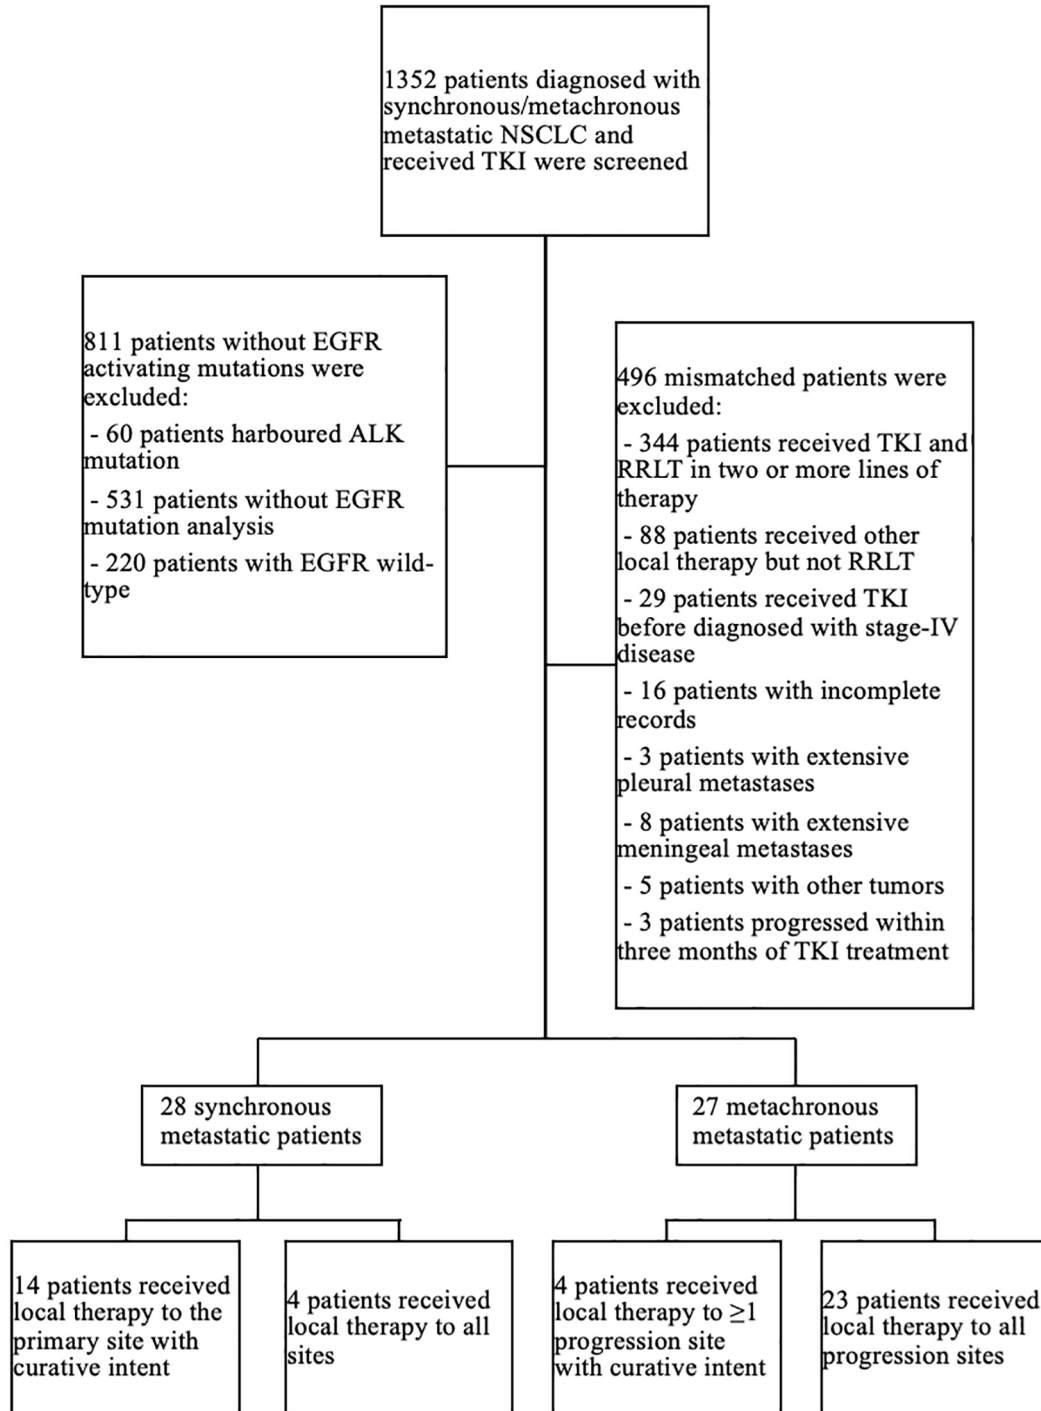 1352 patients diagnosed with
synchronous/metachronous
metastatic NSCLC and
received TKI were screened
811 patients without EGFR
activating mutations were
excluded:
- 60 patients harboured ALK
mutation
- 531 patients without EGFR
mutation analysis
- 220 patients with EGFR wild-
type
496 mismatched patients were
excluded:
- 344 patients received TKI and
RRLT in two or more lines of
therapy
- 88 patients received other
local therapy but not RRLT
- 29 patients received TKI
before diagnosed with stage-IV
disease
- 16 patients with incomplete
records
- 3 patients with extensive
pleural metastases
- 8 patients with extensive
meningeal metastases
- 5 patients with other tumors
- 3 patients progressed within
three months of TKI treatment
28 synchronous
metastatic patients
27 metachronous
metastatic patients
14 patients received
local therapy to the
primary site with
curative intent
4 patients received
local therapy to all
sites
4 patients received
local therapy to ≥1
progression site
with curative intent
23 patients received
local therapy to all
progression sites